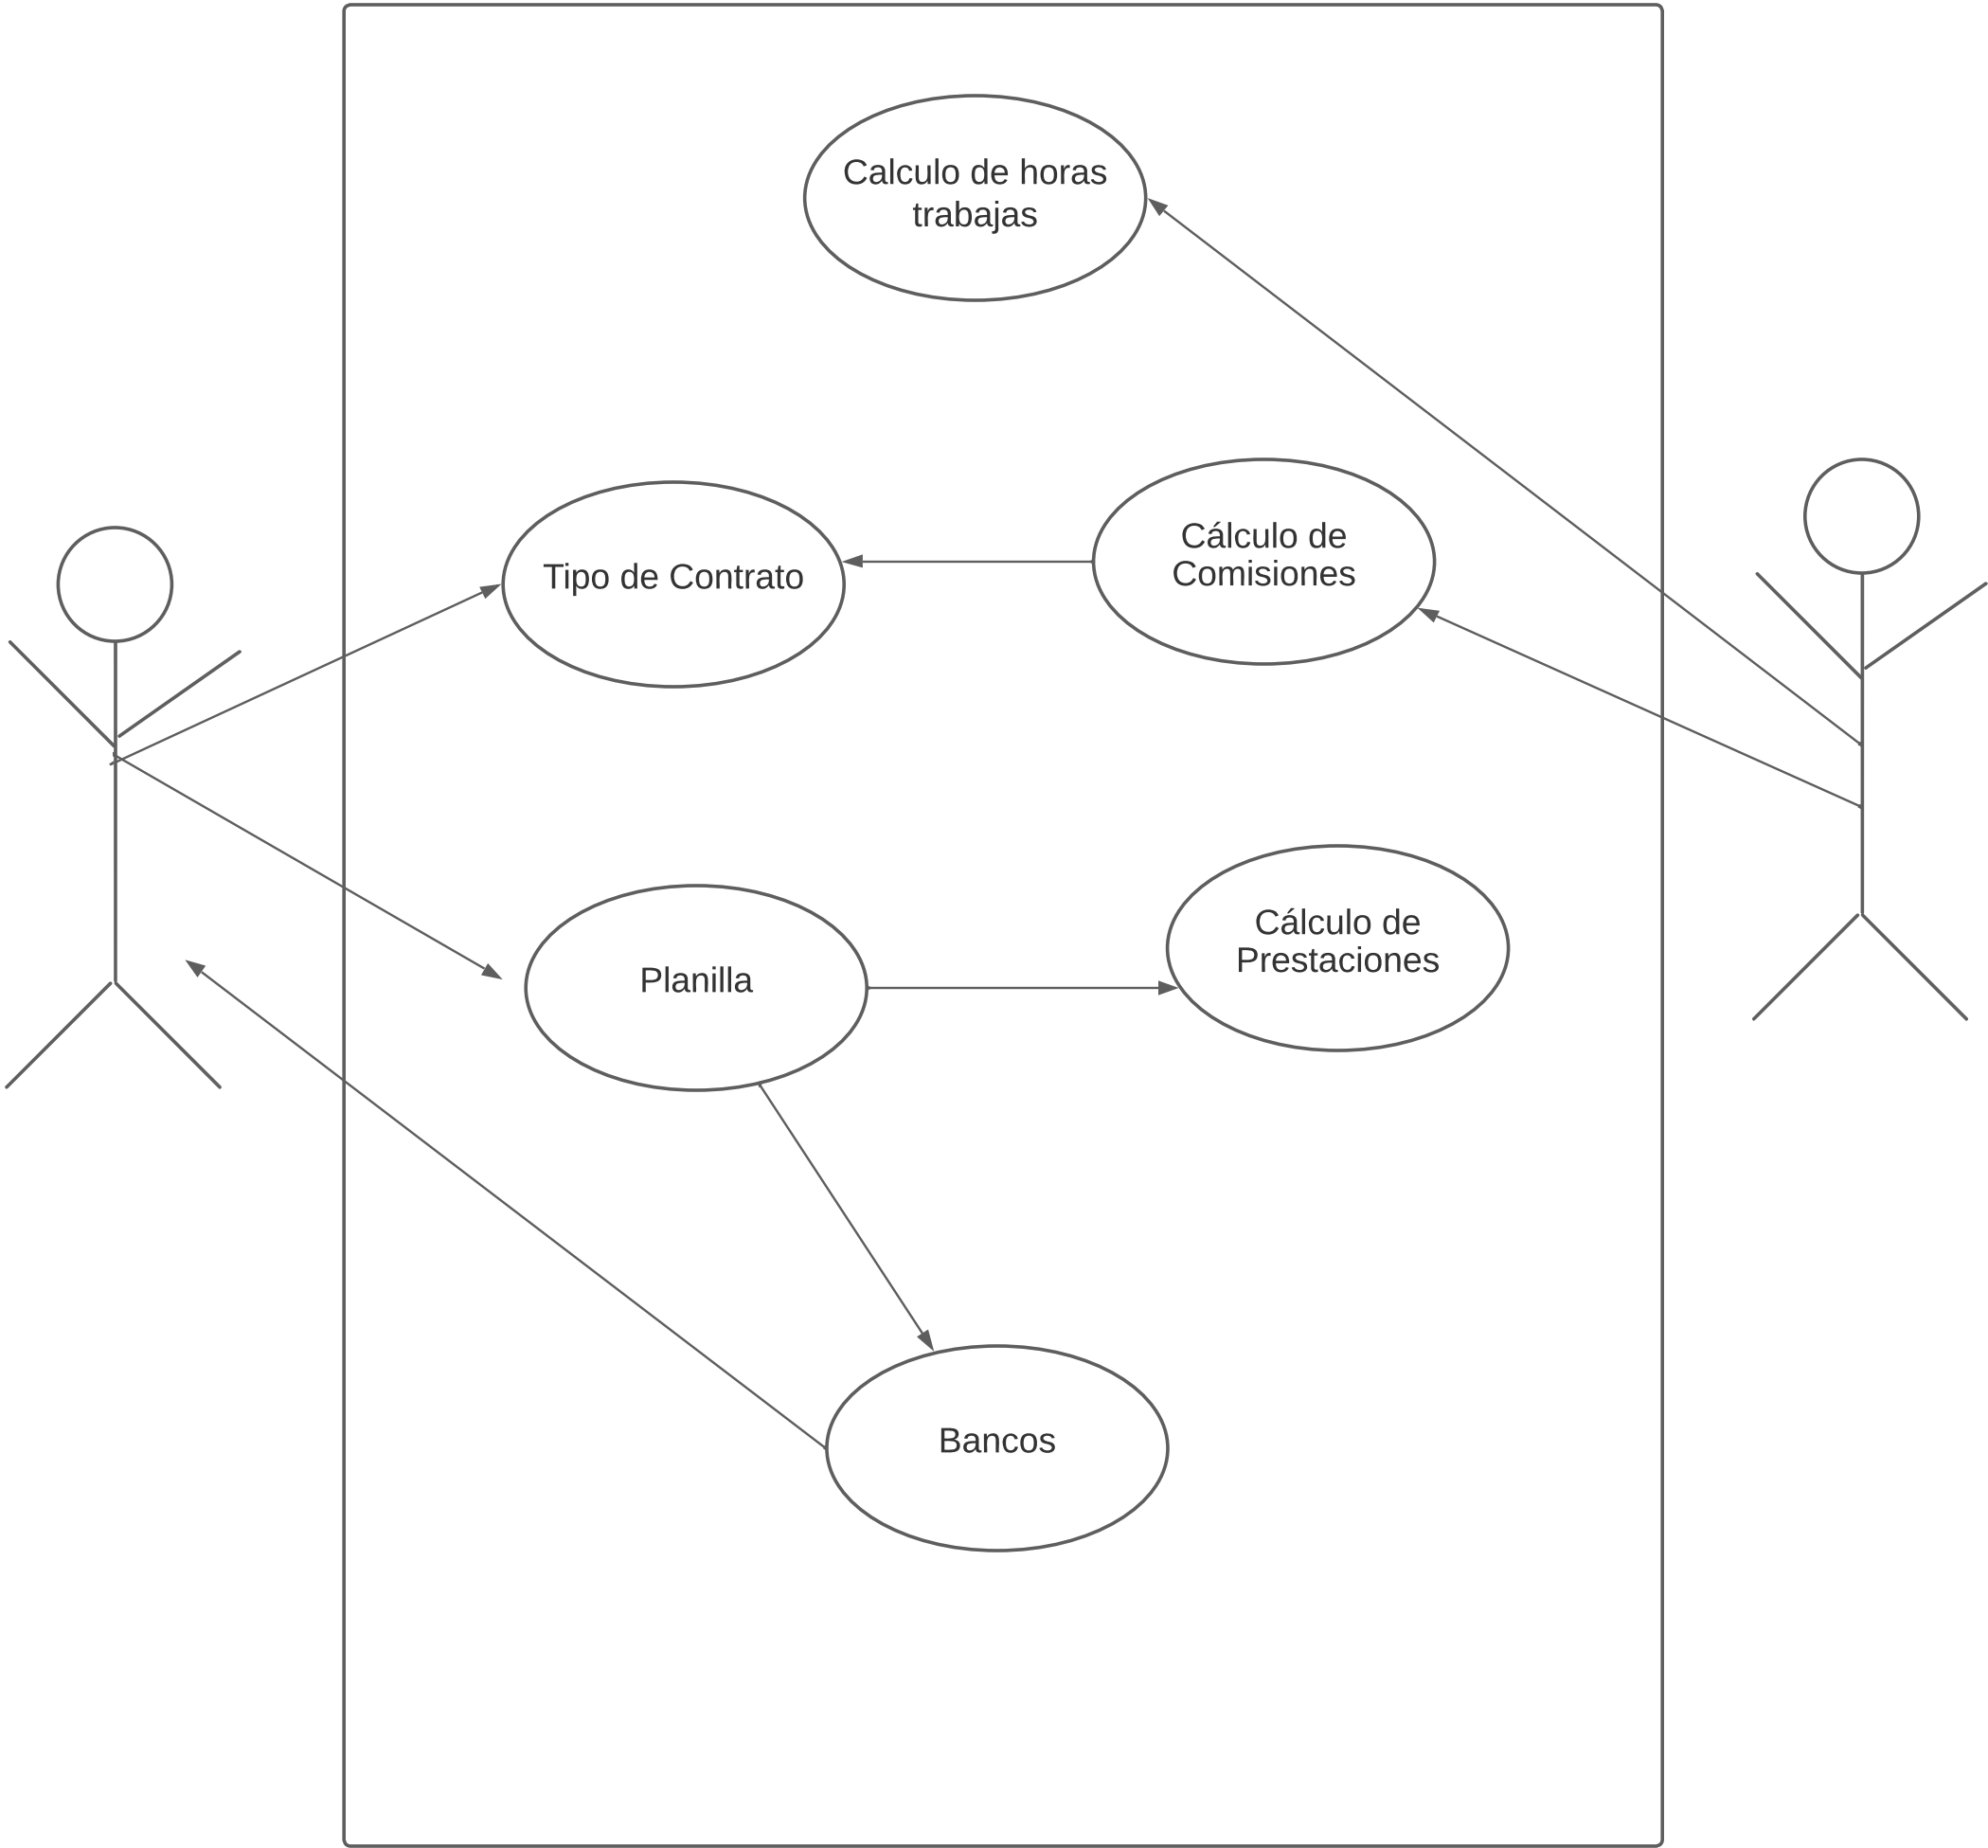 Calculo de horas
trabajas
Tipo de Contrato
Cálculo de
Comisiones
Planilla
Cálculo de
Prestaciones
Bancos